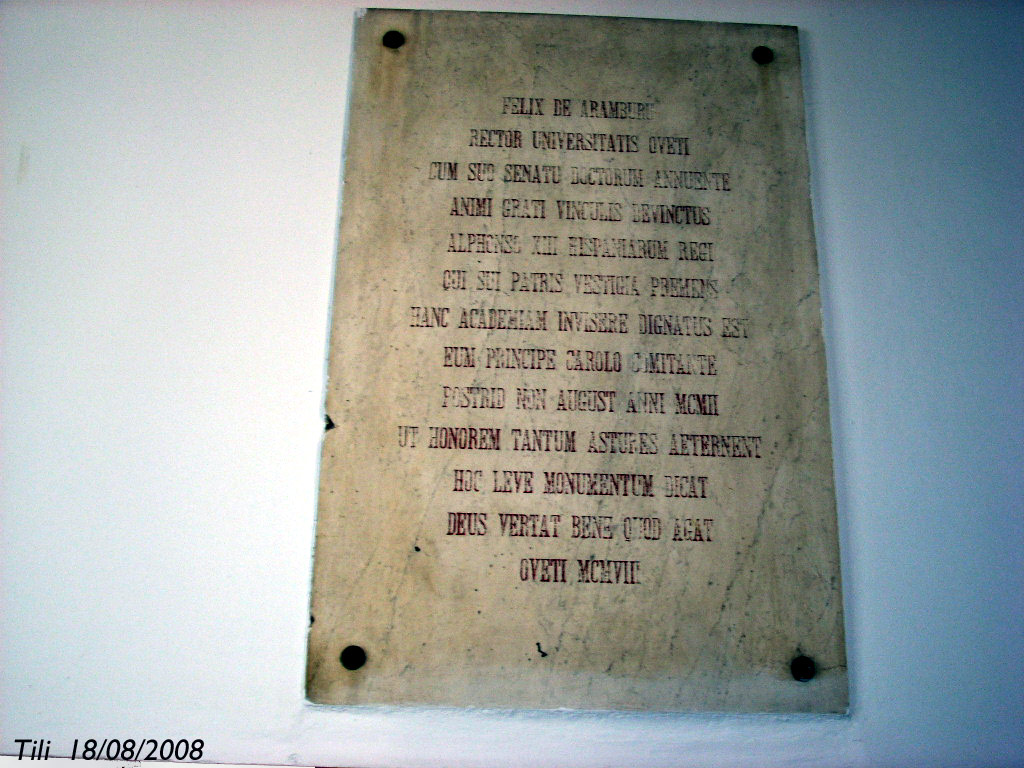 FELIX DE ARAMBURU
RECTOR UNIVERSITATIS OVETI
CUM SUO SENATU DOCTORUM ANNUENTE
ANIMI GRATI VINCULIS DEVINCTUS
ALPHONSO XIII HISPANIARUM REGI
QUI SUI PATRIS VESTIGIA PREMENS
HANC ACADEMIAM INVISERE DIGNATUS EST
EUM PRINCIPE CAROLO COMITANTE
POSTRID NON AUGUST ANNI MCMII
UT HONOREM TANTUM ASTURES AETERNENT
HOC LEVE MONUMENTUM DICAT
DEUS VERTAT BENE QUOD AGAT
OVETI
Tili 18/08/2008